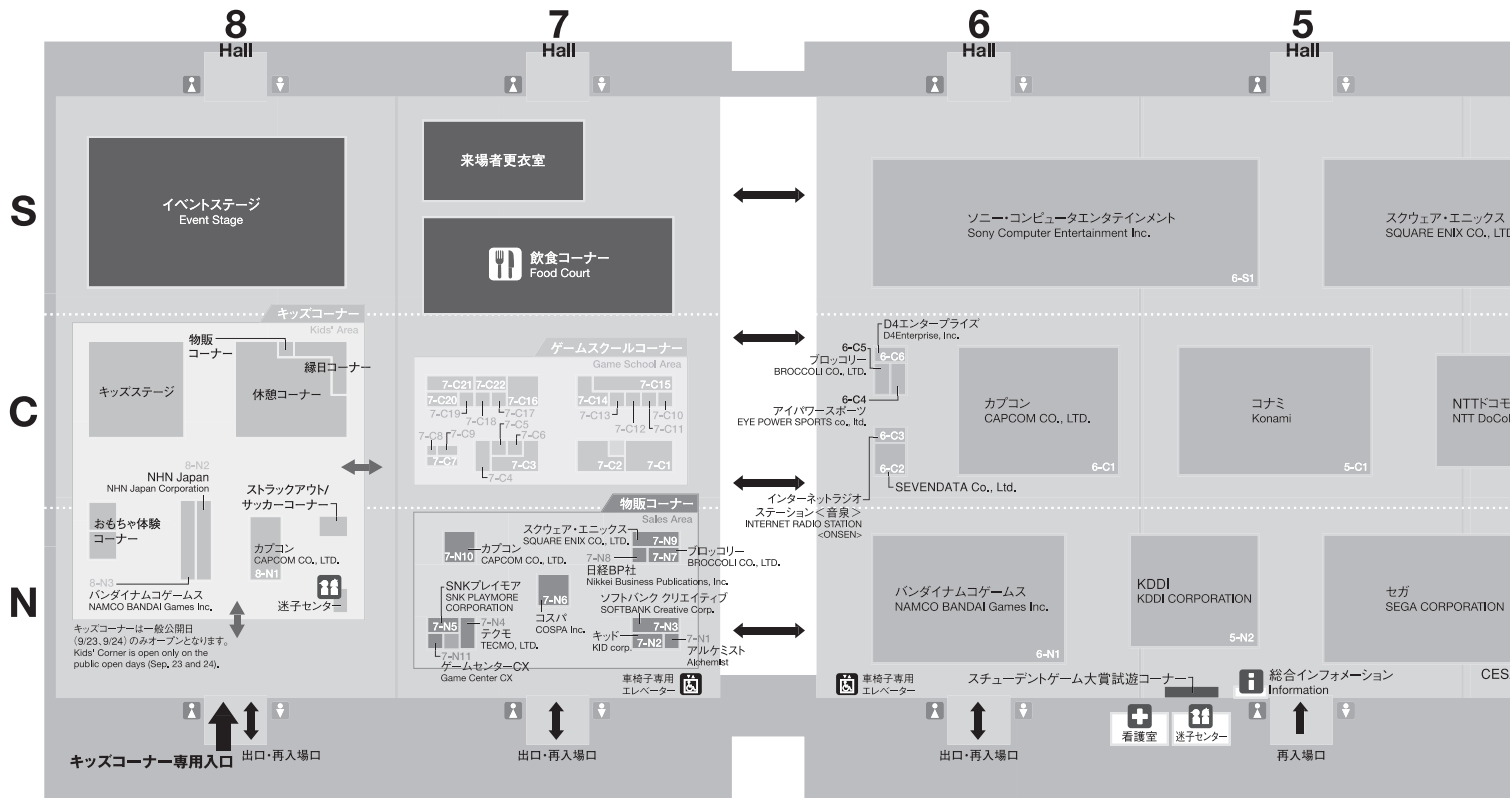 8
Hall
7
Hall
6
Hall
5
Hall
S
C
N
イベントステージ
Event Stage
来場者更衣室
飲食コーナー
Food Court
ソニー・コンピュータエンタテインメント
Sony Computer Entertainment Inc.
6-S1
スクウェア・エニックス
SQUARE ENIX CO., LTD
キッズコーナー
Kids' Area
物販
コーナー
縁日コーナー
キッズステージ
休憩コーナー
8-N2
NHN Japan
NHN Japan Corporation
ストラックアウト/
サッカーコーナー
おもちゃ体験
コーナー
カプコン
CAPCOM CO., LTD.
8-N1
8-N3
バンダイナムコゲームス
NAMCO BANDAI Games Inc.
迷子センター
キッズコーナーは一般公開日
(9/23、9/24)のみオープンとなります。
Kids' Corner is open only on the
public open days (Sep. 23 and 24).
ゲームスクールコーナー
Game School Area
7-C21
7-C22
7-C15
7-C20
7-C16
7-C14
7-C19
7-C18
7-C17
7-C13
7-C12
7-C11
7-C10
7-C5
7-C6
7-C8
7-C9
7-C7
7-C4
7-C3
7-C2
7-C1
物販コーナー
Sales Area
7-N10
カプコン
CAPCOM CO., LTD.
スクウェア・エニックス
SQUARE ENIX CO., LTD.
7-N9
7-N8
7-N7
ブロッコリー
BROCCOLI CO., LTD.
日経BP社
Nikkei Business Publications, Inc.
SNKプレイモア
SNK PLAYMORE
CORPORATION
7-N6
コスパ
COSPA Inc.
ソフトバンク クリエイティブ
SOFTBANK Creative Corp.
7-N5
7-N4
テクモ
TECMO, LTD.
7-N3
キッド
KID corp.
7-N2
7-N1
アルケミスト
Alchemist
7-N11
ゲームセンターCX
Game Center CX
車椅子専用
エレベーター
D4エンタープライズ
D4Enterprise, Inc.
6-C5
6-C6
ブロッコリー
BROCCOLI CO., LTD.
6-C4
アイパワースポーツ
EYE POWER SPORTS co., ltd.
6-C3
6-C2
SEVENDATA Co., Ltd.
インターネットラジオ
ステーション<音泉>
INTERNET RADIO STATION
<ONSEN>
カプコン
CAPCOM CO., LTD.
6-C1
コナミ
Konami
5-C1
NTTドコモ
NTT DoCo
バンダイナムコゲームス
NAMCO BANDAI Games Inc.
6-N1
KDDI
KDDI CORPORATION
5-N2
セガ
SEGA CORPORATION
車椅子専用
エレベーター
スチューデントゲーム大賞試遊コーナー
総合インフォメーション
Information
CES
看護室
迷子センター
キッズコーナー専用入口
出口・再入場口
出口・再入場口
出口・再入場口
再入場口